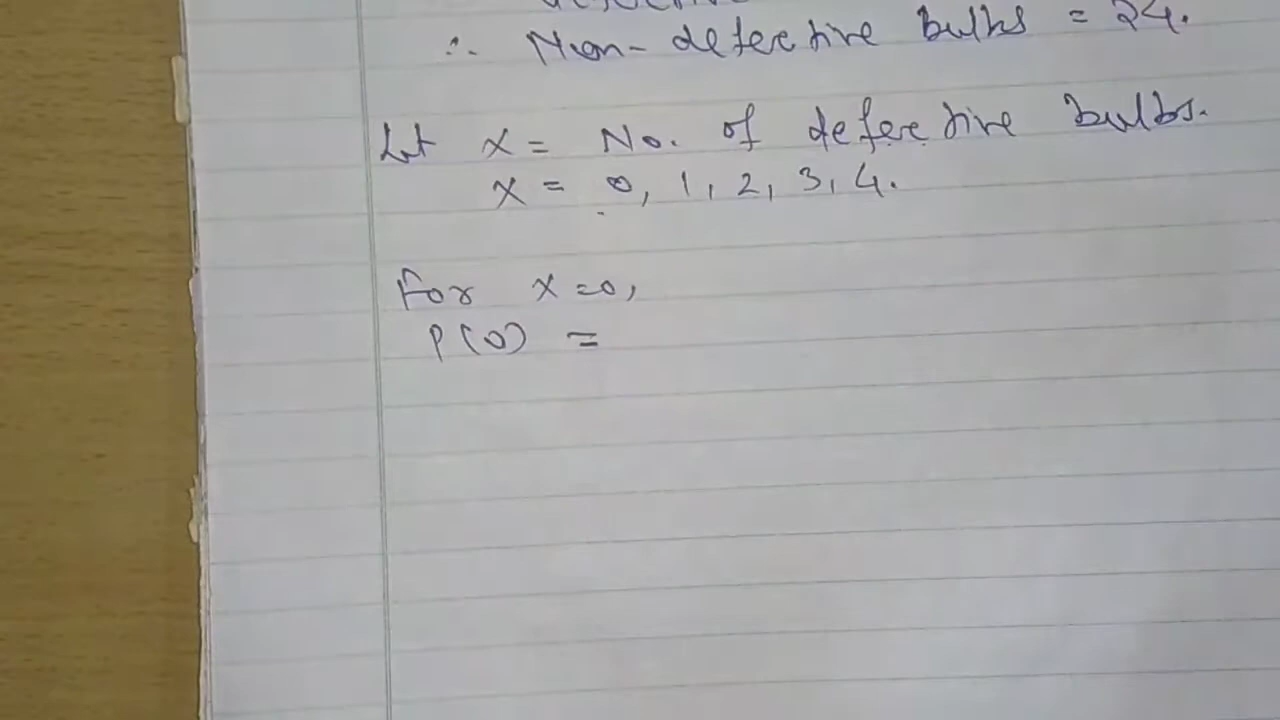 ∴ Non-defective bulbs = 24.
Let X = No. of defective bulbs.
X = 0, 1, 2, 3, 4.
For X=0,
P(0) =